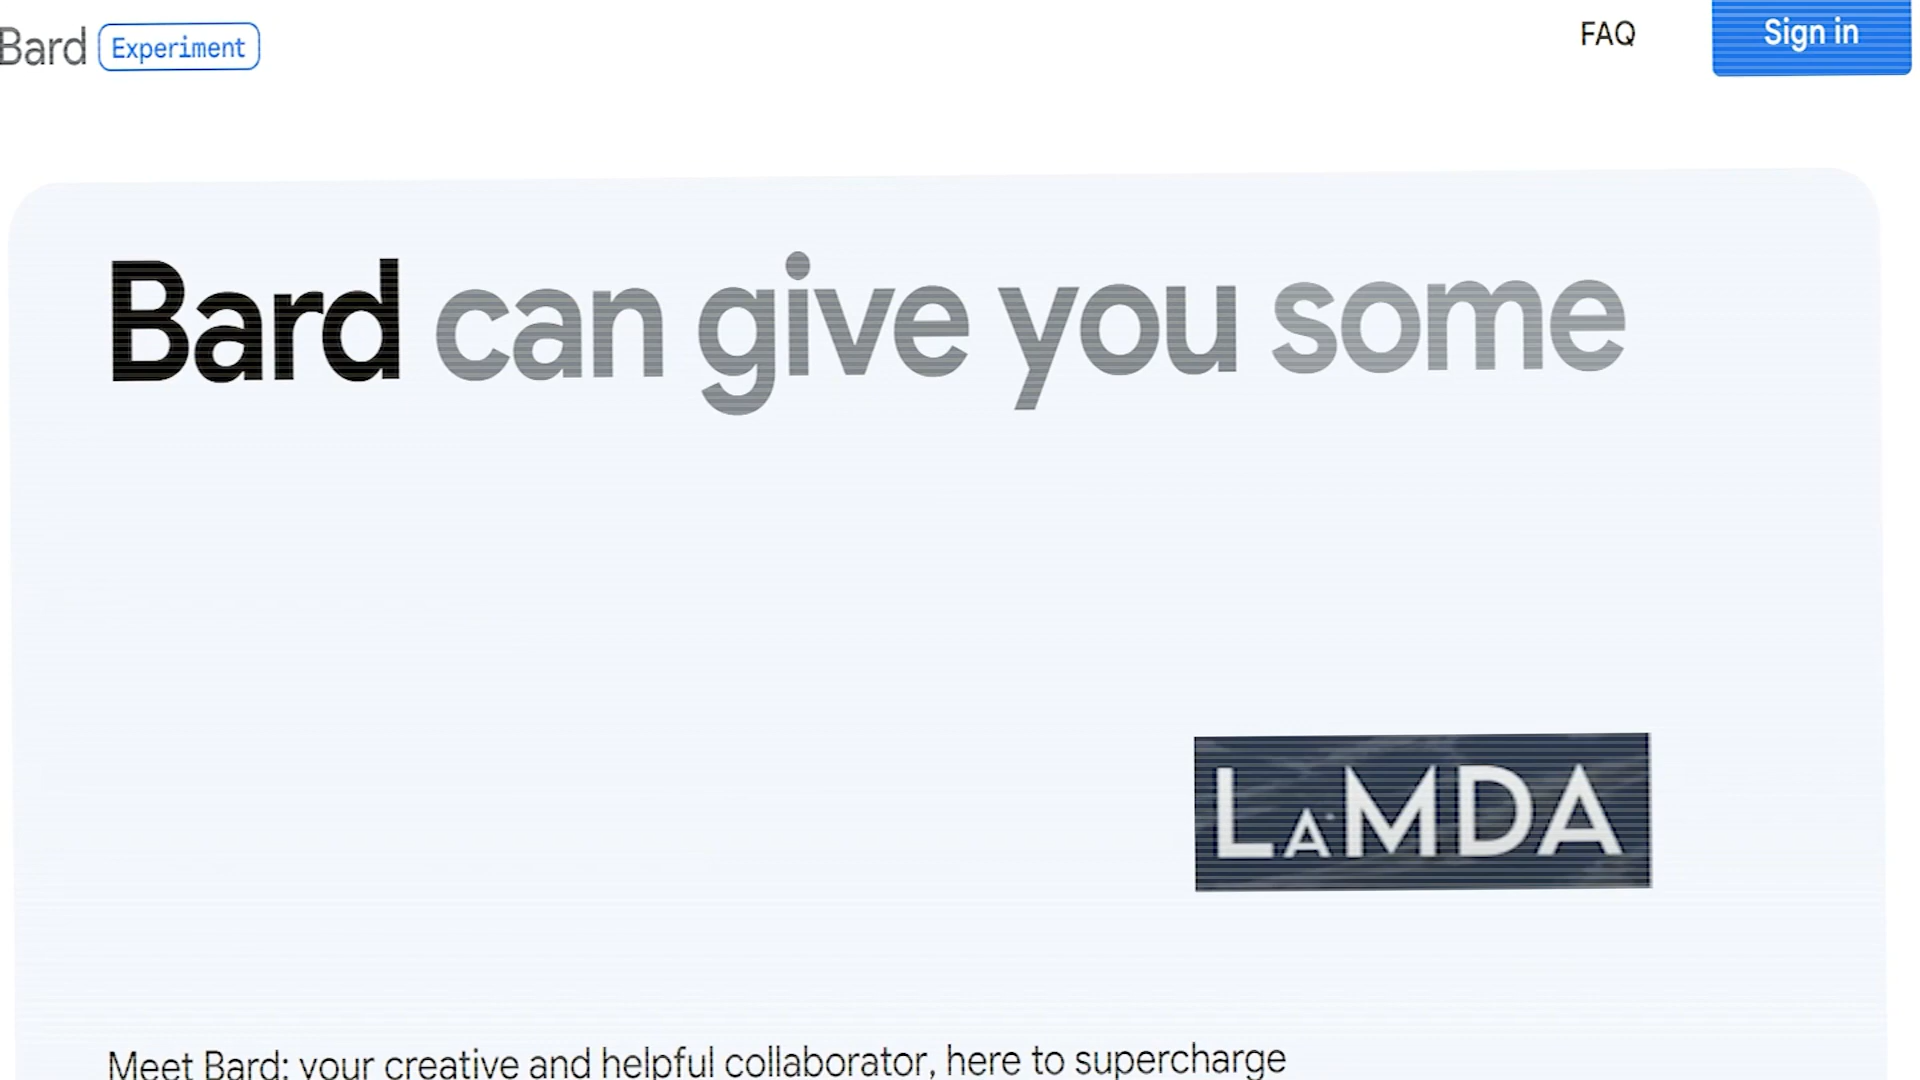 Bard Experiment FAQ Sign in
Bard can give you some
LaMDA
Meet Bard: your creative and helpful collaborator, here to supercharge